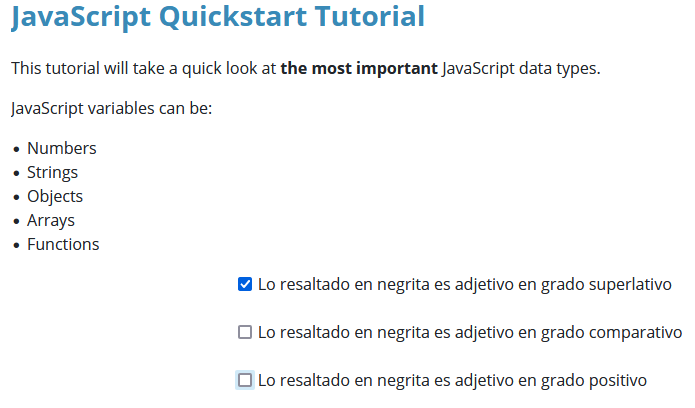 JavaScript Quickstart Tutorial
This tutorial will take a quick look at the most important JavaScript data types.
JavaScript variables can be:
• Numbers
• Strings
• Objects
• Arrays
• Functions
Lo resaltado en negrita es adjetivo en grado superlativo
Lo resaltado en negrita es adjetivo en grado comparativo
Lo resaltado en negrita es adjetivo en grado positivo